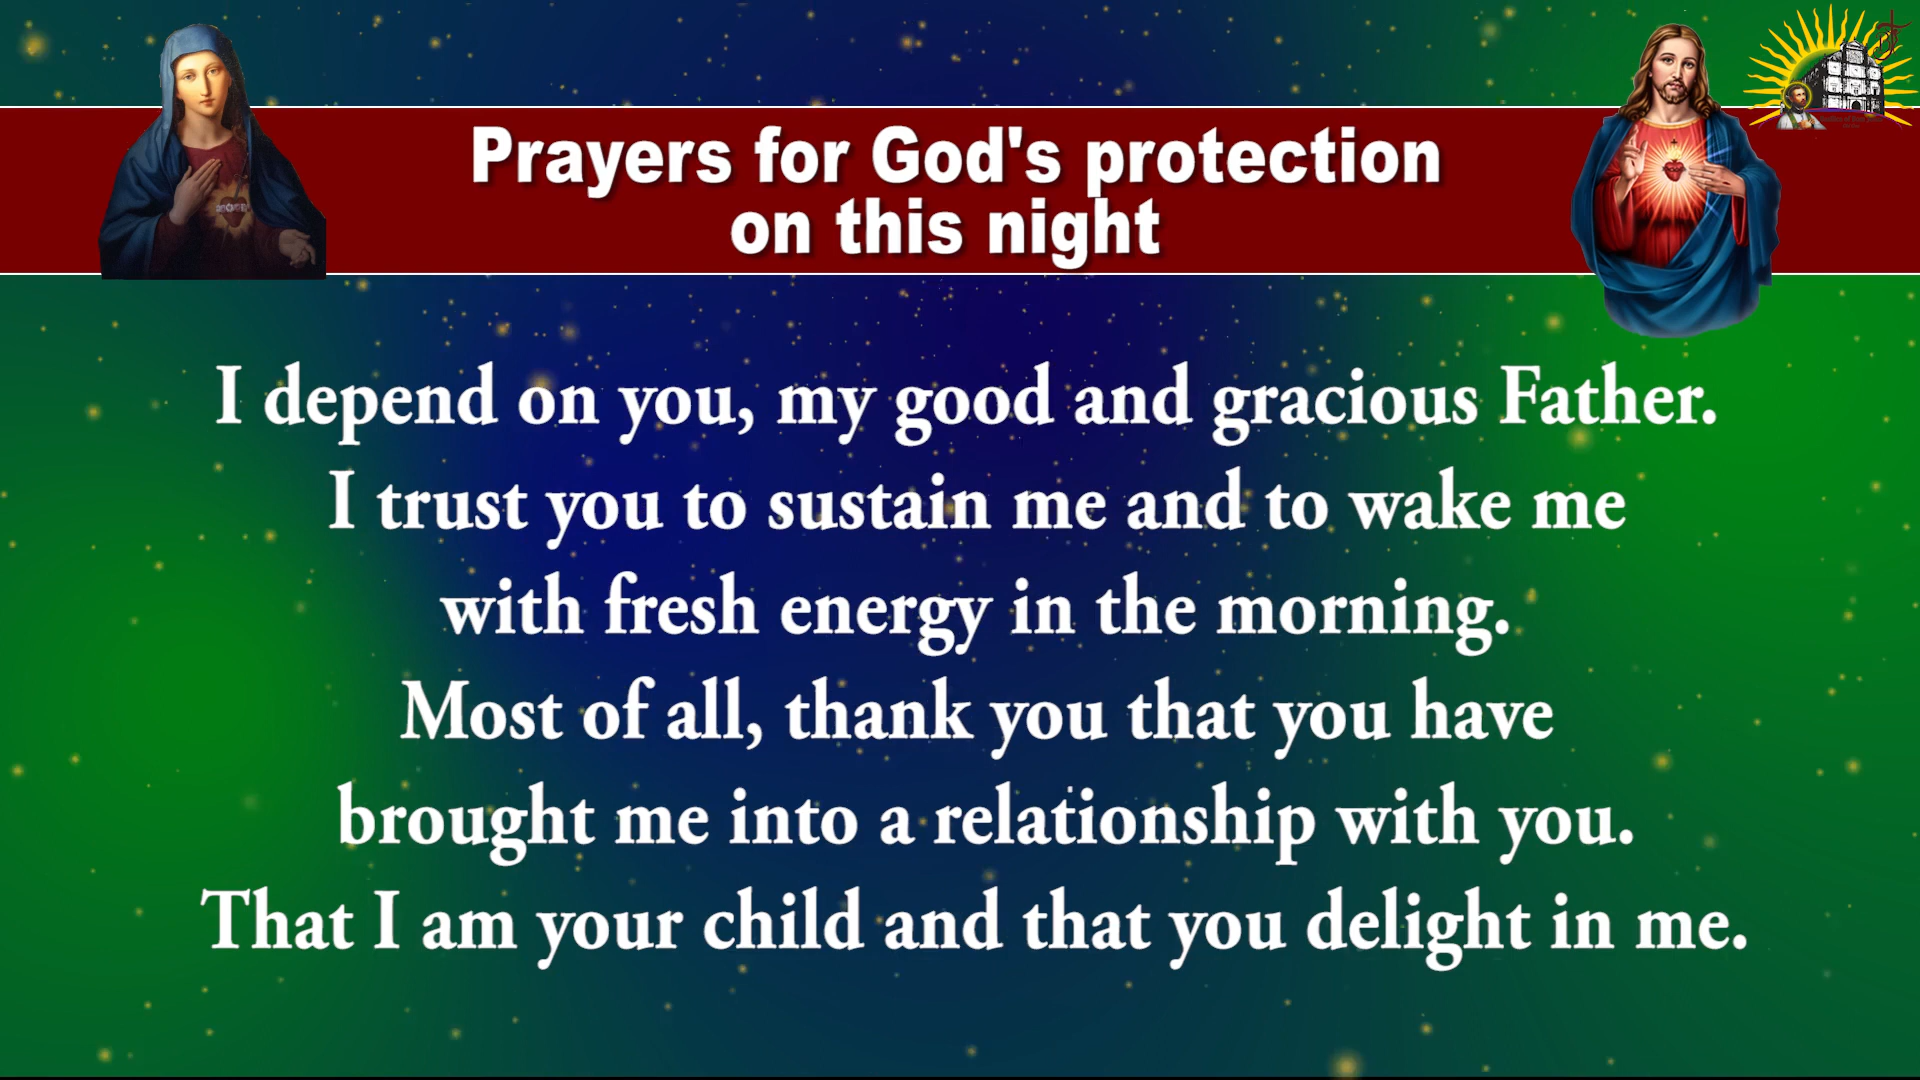 Prayers for God's protection
on this night
I depend on you, my good and gracious Father.
I trust you to sustain me and to wake me
with fresh energy in the morning.
Most of all, thank you that you have
brought me into a relationship with you.
That I am your child and that you delight in me.